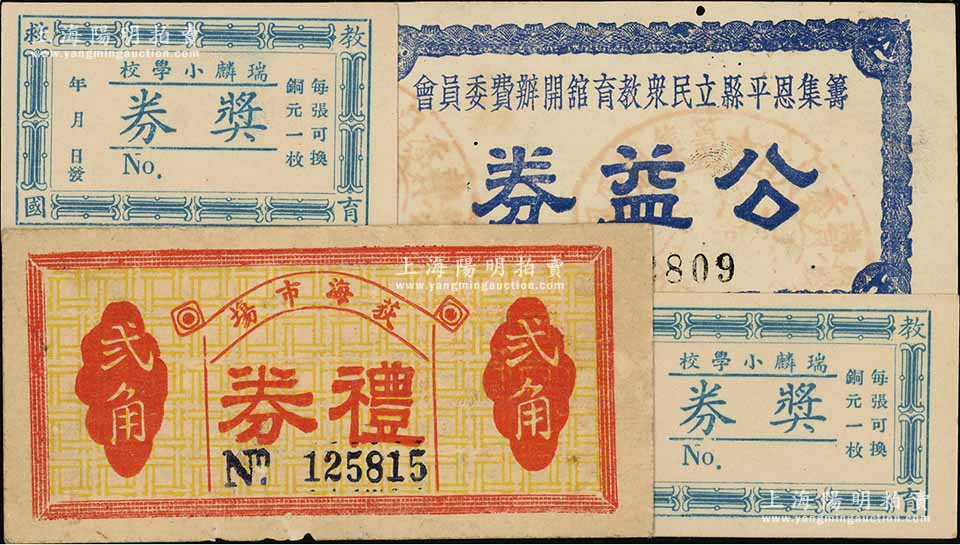 教育救國
瑞麟小學校
獎券
每張可換
銅元一枚
年月日發
No.
籌集恩平縣立民眾教育舘開辦費委員會
公益券
809
荻海市場
禮券
貳角
貳角
No. 125815
教育
瑞麟小學校
獎券
每張可換
銅元一枚
No.
上海陽明拍賣
www.yangmingauction.com
上海陽明拍賣
www.yangmingauction.com
上海陽明拍賣
www.yangmingauction.com